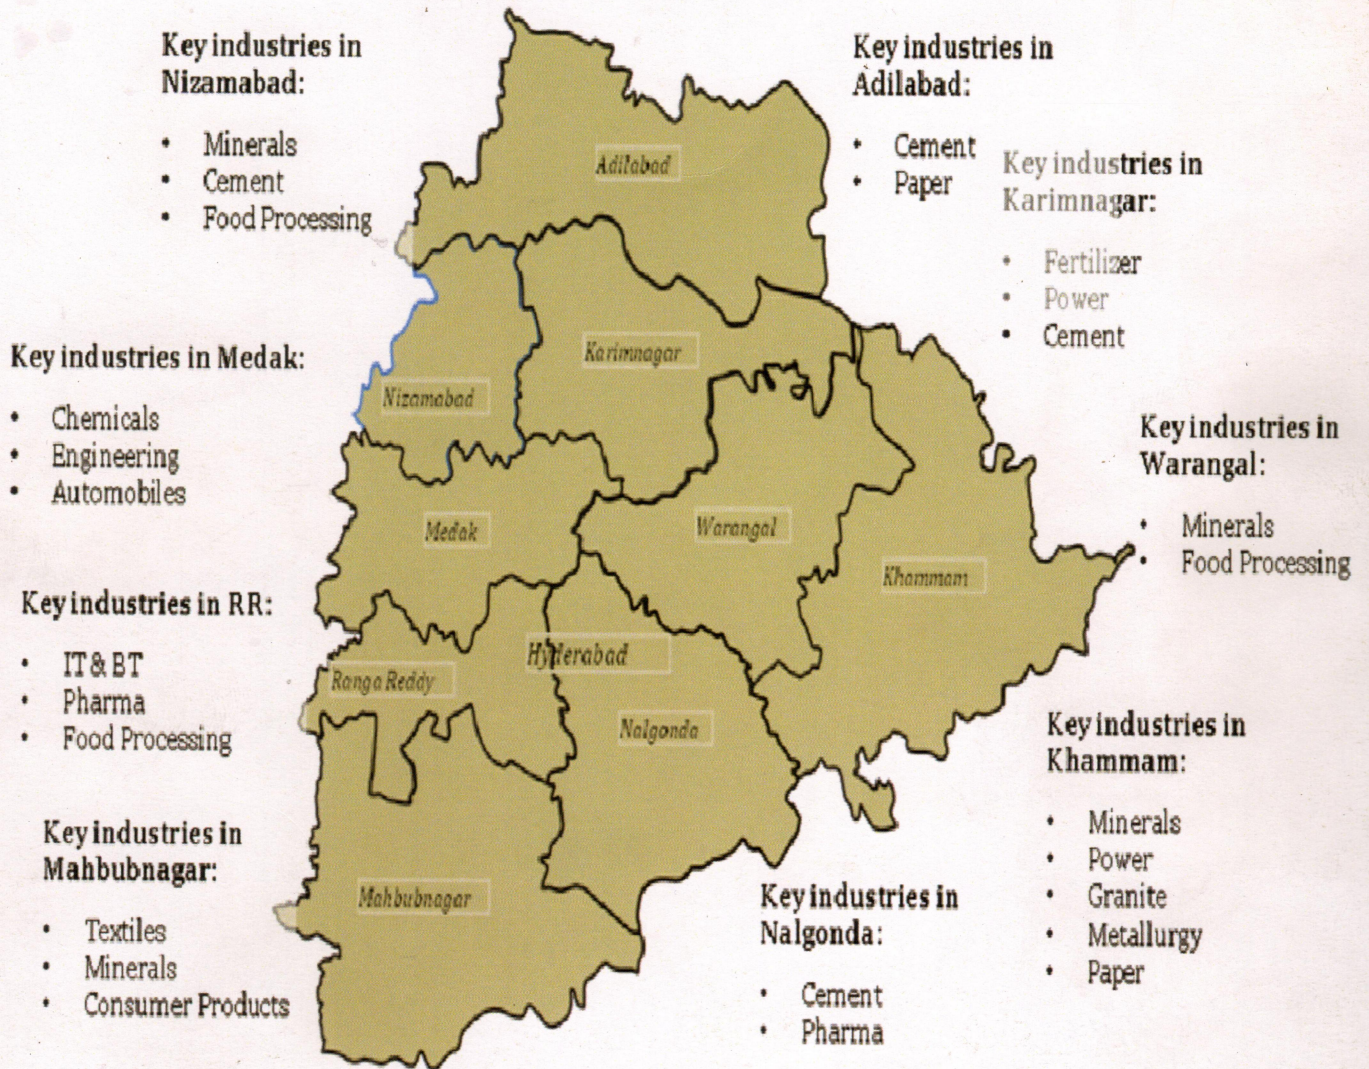 Key industries in
Nizamabad:
• Minerals
• Cement
• Food Processing
Key industries in
Adilabad:
• Cement
• Paper
Key industries in
Karimnagar:
• Fertilizer
• Power
• Cement
Key industries in Medak:
• Chemicals
• Engineering
• Automobiles
Key industries in
Warangal:
• Minerals
• Food Processing
Key industries in RR:
• IT & BT
• Pharma
• Food Processing
Key industries in
Khammam:
• Minerals
• Power
• Granite
• Metallurgy
• Paper
Key industries in
Mahbubnagar:
• Textiles
• Minerals
• Consumer Products
Key industries in
Nalgonda:
• Cement
• Pharma
Adilabad
Karimnagar
Nizamabad
Medak
Warangal
Khammam
Hyderabad
Ranga Reddy
Nalgonda
Mahbubnagar